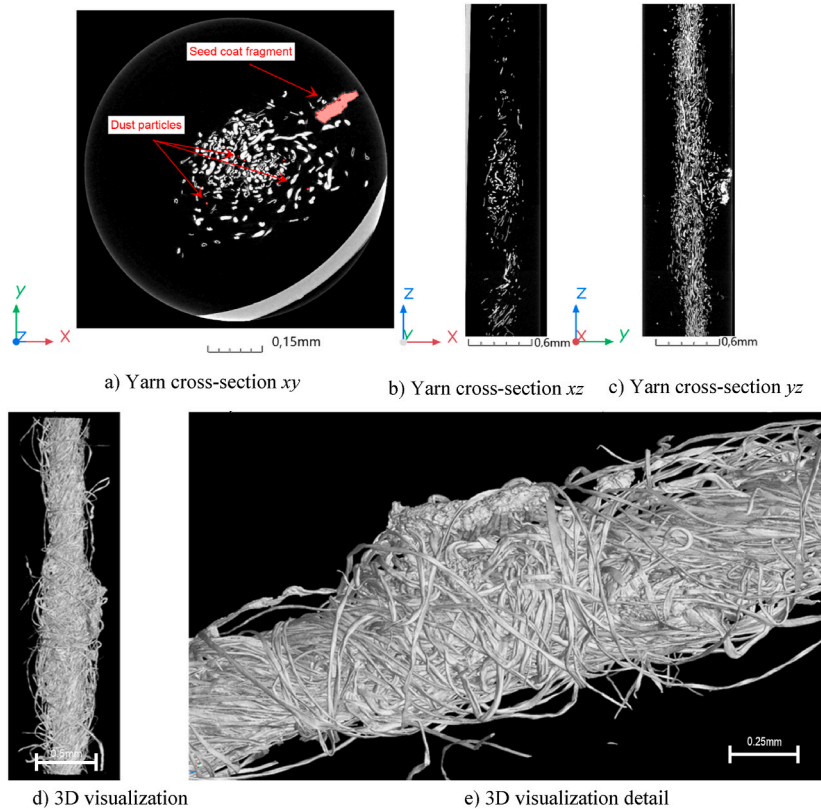 Seed coat fragment
Dust particles
y
Z
X
0,15mm
a) Yarn cross-section xy
Z
y
X
0.6mm
b) Yarn cross-section xz
Z
X
y
0,6mm
c) Yarn cross-section yz
0.5mm
d) 3D visualization
0.25mm
e) 3D visualization detail